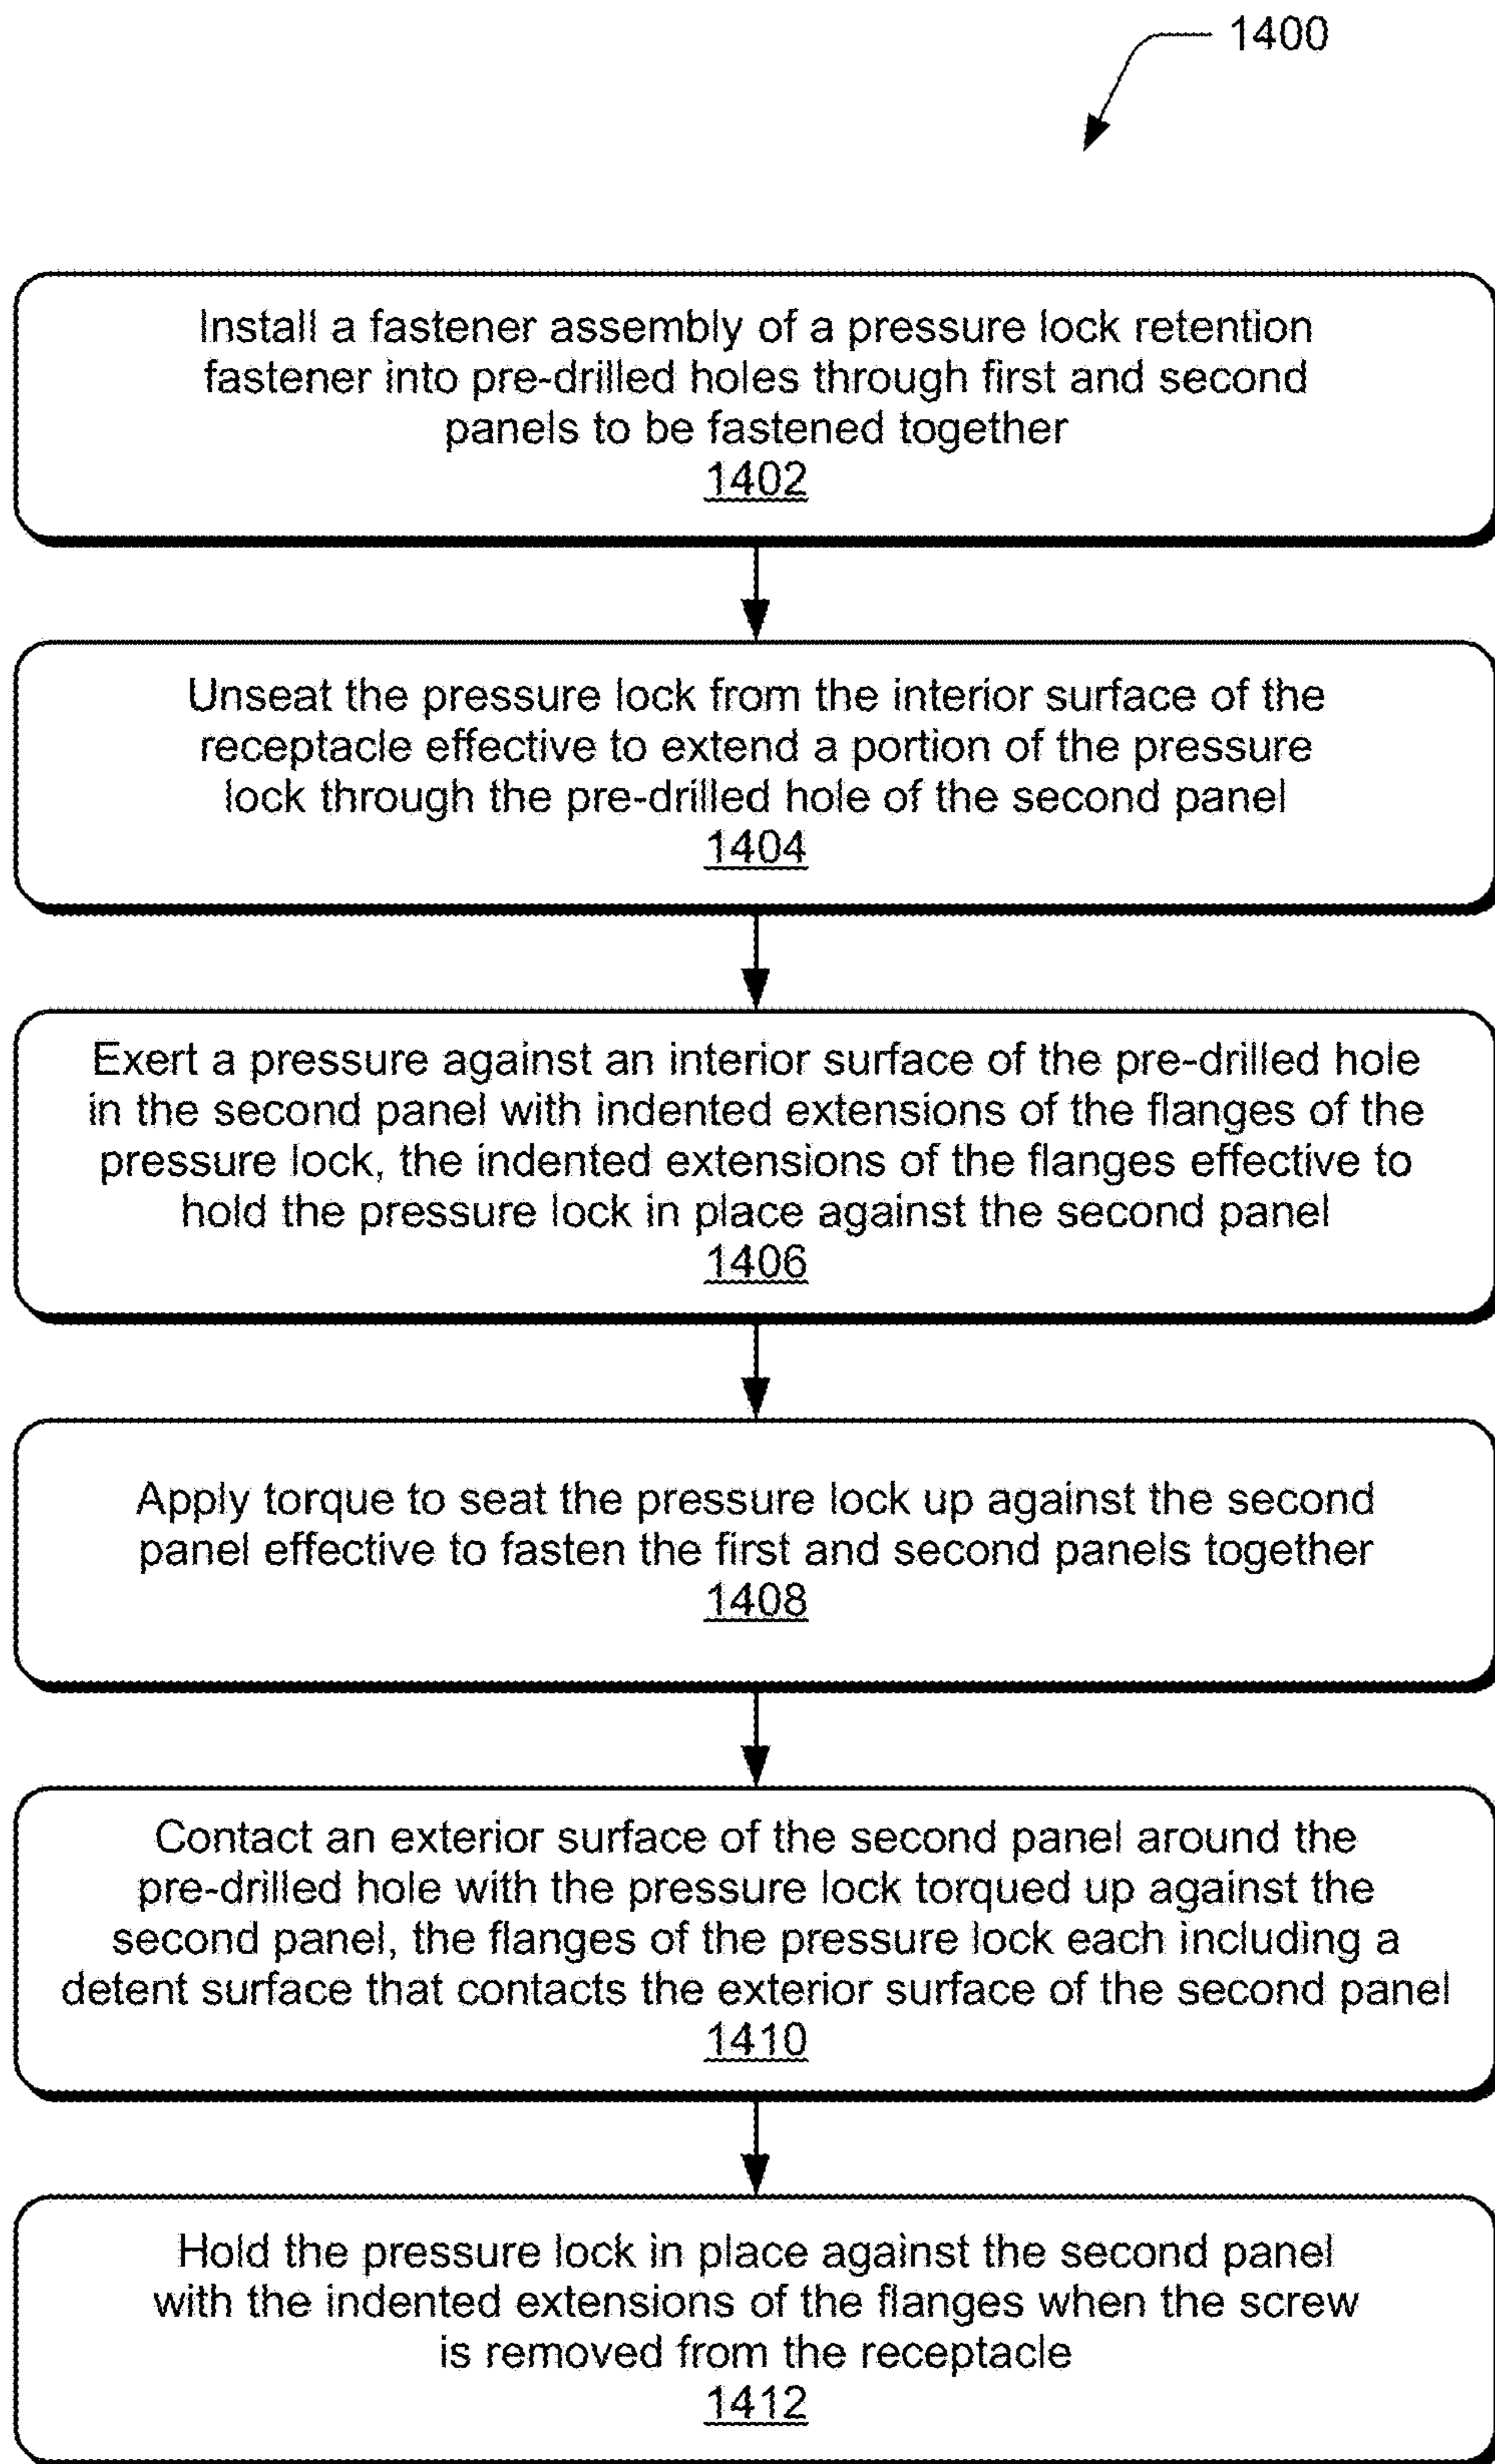 1400
Install a fastener assembly of a pressure lock retention
fastener into pre-drilled holes through first and second
panels to be fastened together
1402
Unseat the pressure lock from the interior surface of the
receptacle effective to extend a portion of the pressure
lock through the pre-drilled hole of the second panel
1404
Exert a pressure against an interior surface of the pre-drilled hole
in the second panel with indented extensions of the flanges of the
pressure lock, the indented extensions of the flanges effective to
hold the pressure lock in place against the second panel
1406
Apply torque to seat the pressure lock up against the second
panel effective to fasten the first and second panels together
1408
Contact an exterior surface of the second panel around the
pre-drilled hole with the pressure lock torqued up against the
second panel, the flanges of the pressure lock each including a
detent surface that contacts the exterior surface of the second panel
1410
Hold the pressure lock in place against the second panel
with the indented extensions of the flanges when the screw
is removed from the receptacle
1412